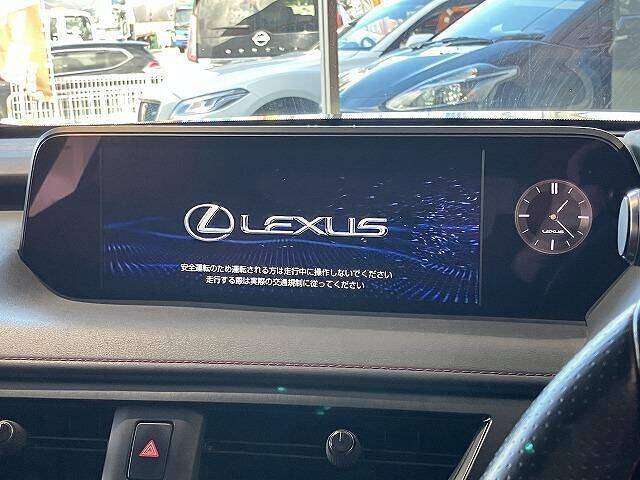 LEXUS
安全運転のため運転される方は走行中に操作しないでください
走行する際は実際の交通規制に従ってください
LEXUS